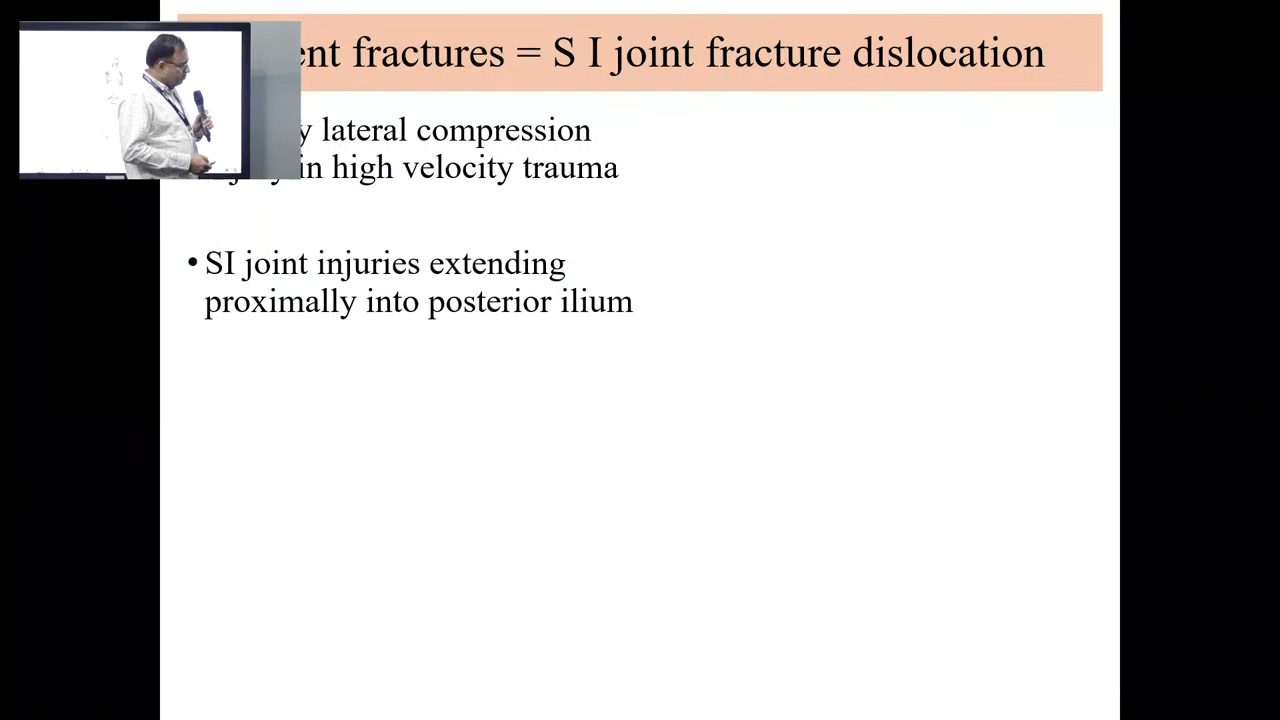 ent fractures = S I joint fracture dislocation
y lateral compression
in high velocity trauma
• SI joint injuries extending
proximally into posterior ilium